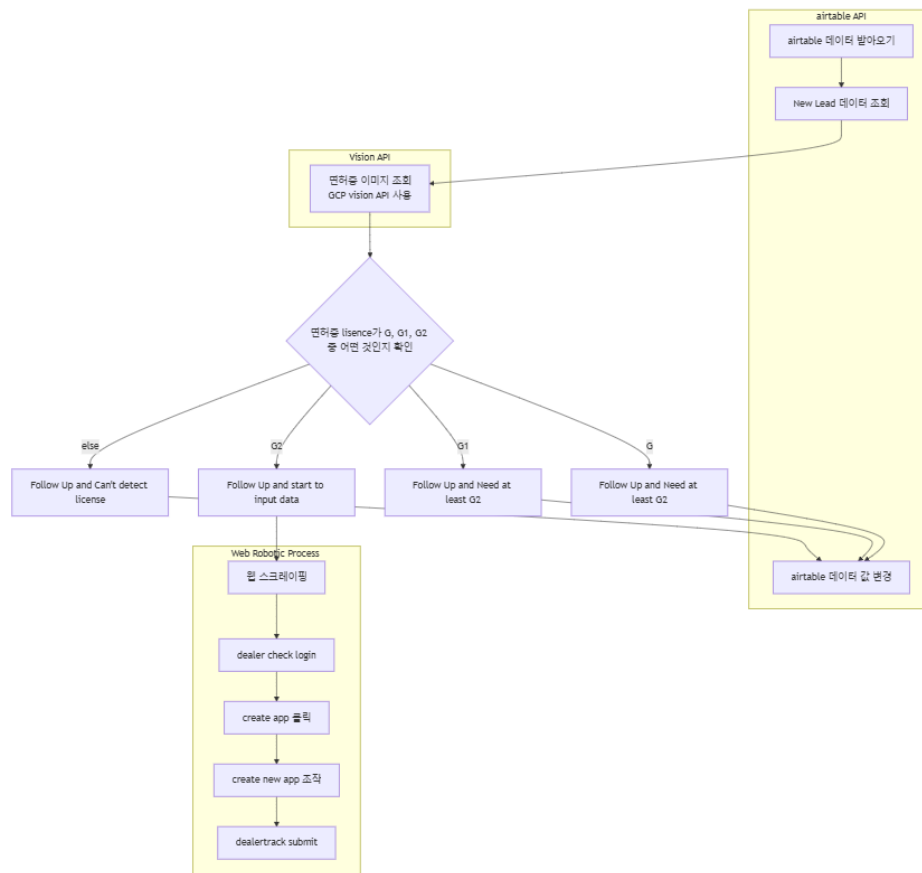 airtable API
airtable 데이터 받아오기
New Lead 데이터 조회
Vision API
면허증 이미지 조회
GCP vision API 사용
면허증 lisence가 G, G1, G2
중 어떤 것인지 확인
else
G2
G1
G
Follow Up and Can't detect
license
Follow Up and start to
input data
Follow Up and Need at
least G2
Follow Up and Need at
least G2
Web Robotic Process
웹 스크레이핑
airtable 데이터 값 변경
dealer check login
create app 클릭
create new app 조작
dealertrack submit